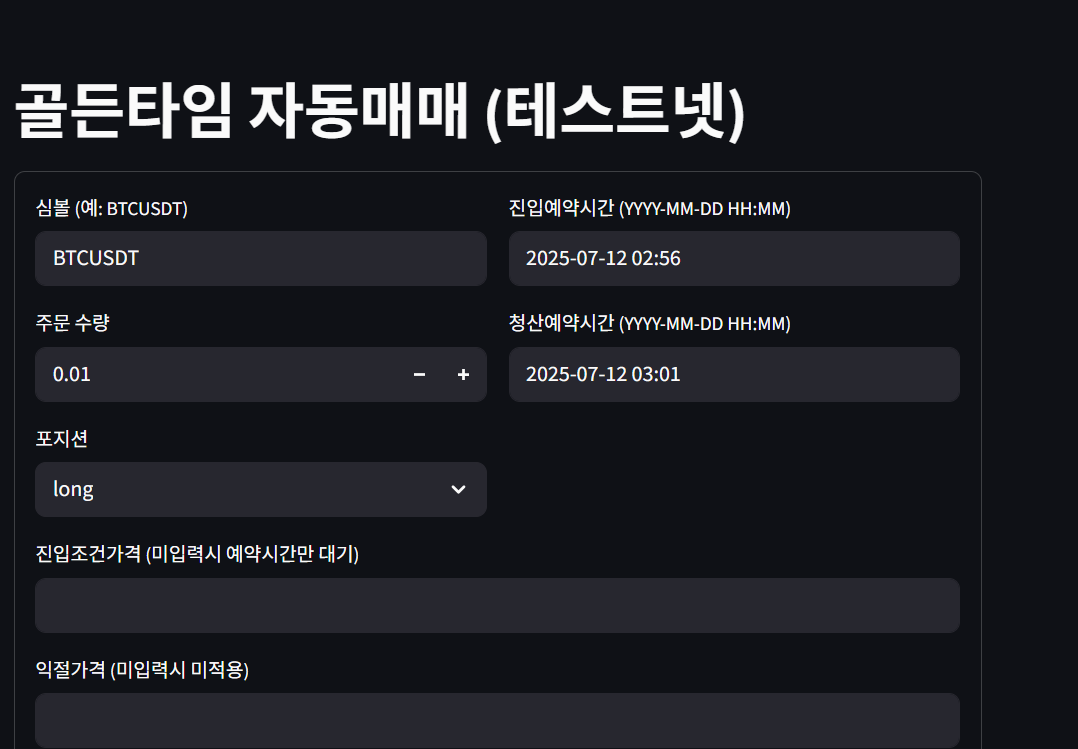 골든타임 자동매매 (테스트넷)
심볼 (예: BTCUSDT)
BTCUSDT
진입예약시간 (YYYY-MM-DD HH:MM)
2025-07-12 02:56
주문 수량
0.01
청산예약시간 (YYYY-MM-DD HH:MM)
2025-07-12 03:01
포지션
long
진입조건가격 (미입력시 예약시간만 대기)
익절가격 (미입력시 미적용)